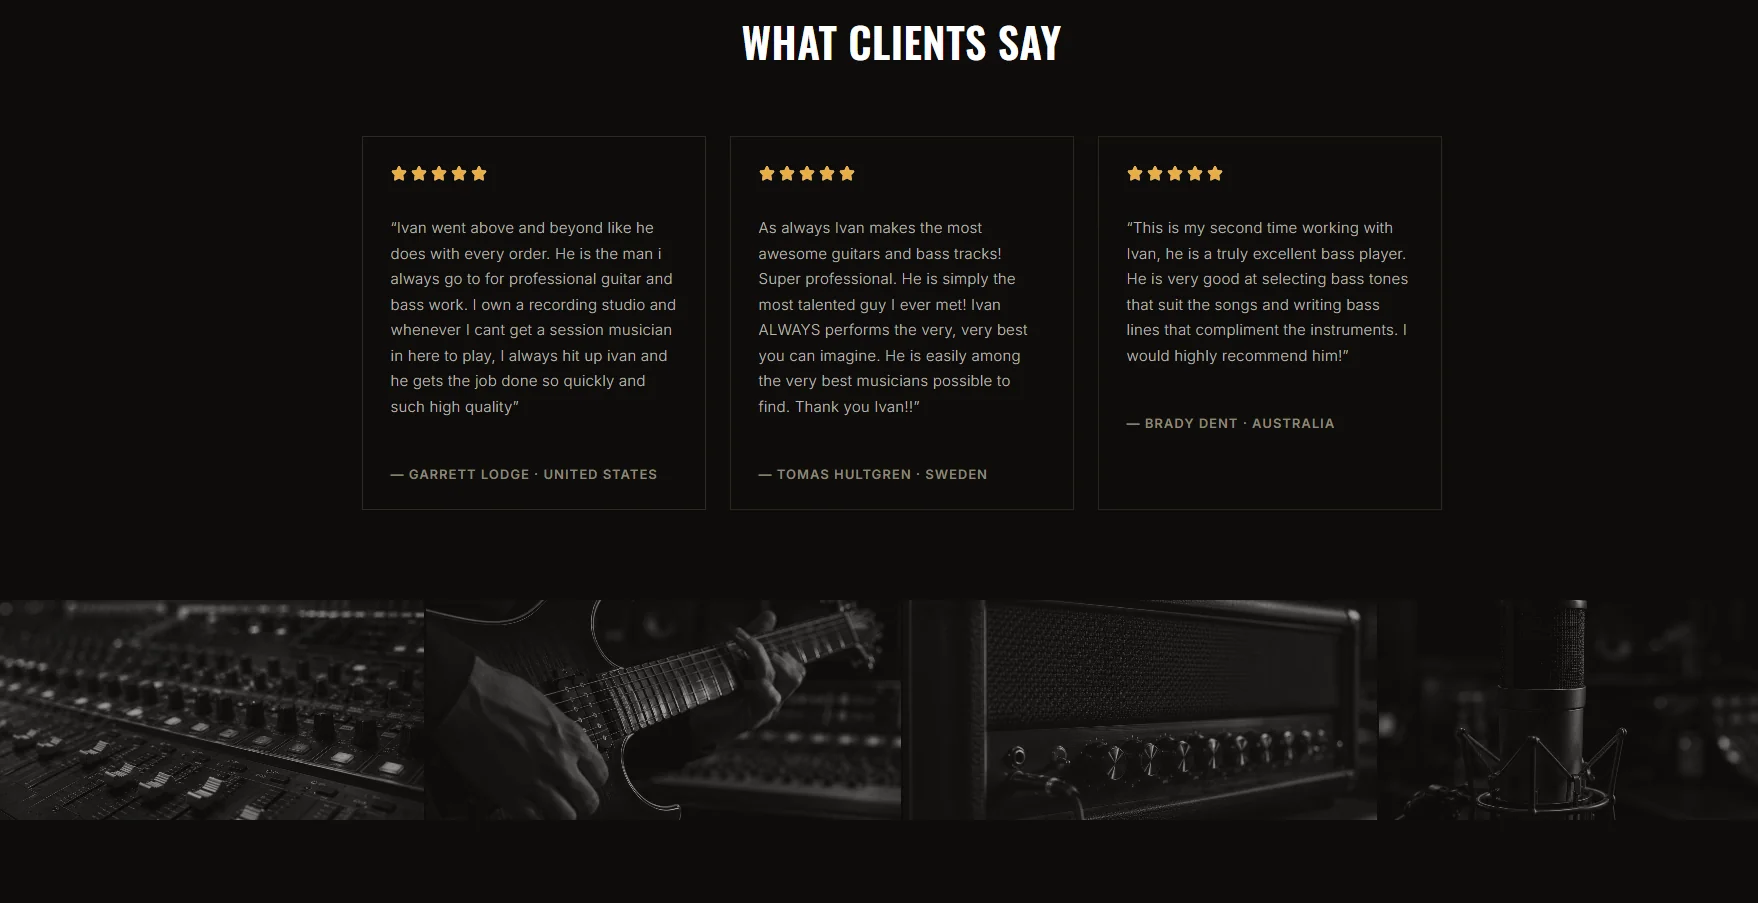 WHAT CLIENTS SAY
“Ivan went above and beyond like he
does with every order. He is the man i
always go to for professional guitar and
bass work. I own a recording studio and
whenever I cant get a session musician
in here to play, I always hit up ivan and
he gets the job done so quickly and
such high quality”
— GARRETT LODGE · UNITED STATES
As always Ivan makes the most
awesome guitars and bass tracks!
Super professional. He is simply the
most talented guy I ever met! Ivan
ALWAYS performs the very, very best
you can imagine. He is easily among
the very best musicians possible to
find. Thank you Ivan!!”
— TOMAS HULTGREN · SWEDEN
“This is my second time working with
Ivan, he is a truly excellent bass player.
He is very good at selecting bass tones
that suit the songs and writing bass
lines that compliment the instruments. I
would highly recommend him!”
— BRADY DENT · AUSTRALIA